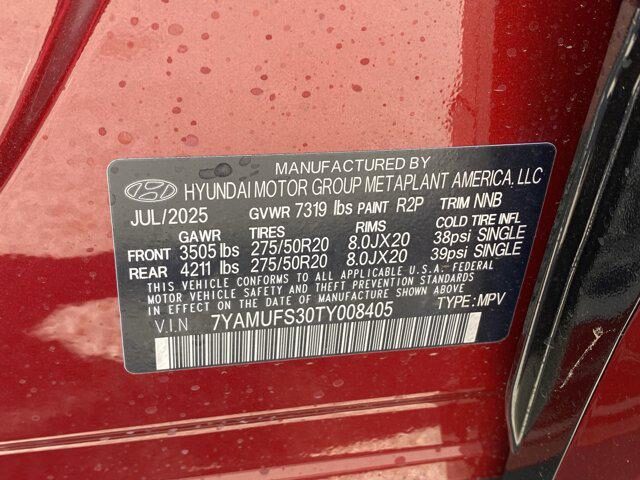 MANUFACTURED BY
HYUNDAI MOTOR GROUP METAPLANT AMERICA, LLC
JUL/2025 GVWR 7319 lbs PAINT R2P TRIM NNB
GAWR TIRES RIMS COLD TIRE INFL
FRONT 3505 lbs 275/50R20 8.0JX20 38psi SINGLE
REAR 4211 lbs 275/50R20 8.0JX20 39psi SINGLE
THIS VEHICLE CONFORMS TO ALL APPLICABLE U.S.A. FEDERAL
MOTOR VEHICLE SAFETY AND THEFT PREVENTION STANDARDS
IN EFFECT ON THE DATE OF MANUFACTURE SHOWN ABOVE.
V.I.N 7YAMUFS30TY008405 TYPE: MPV